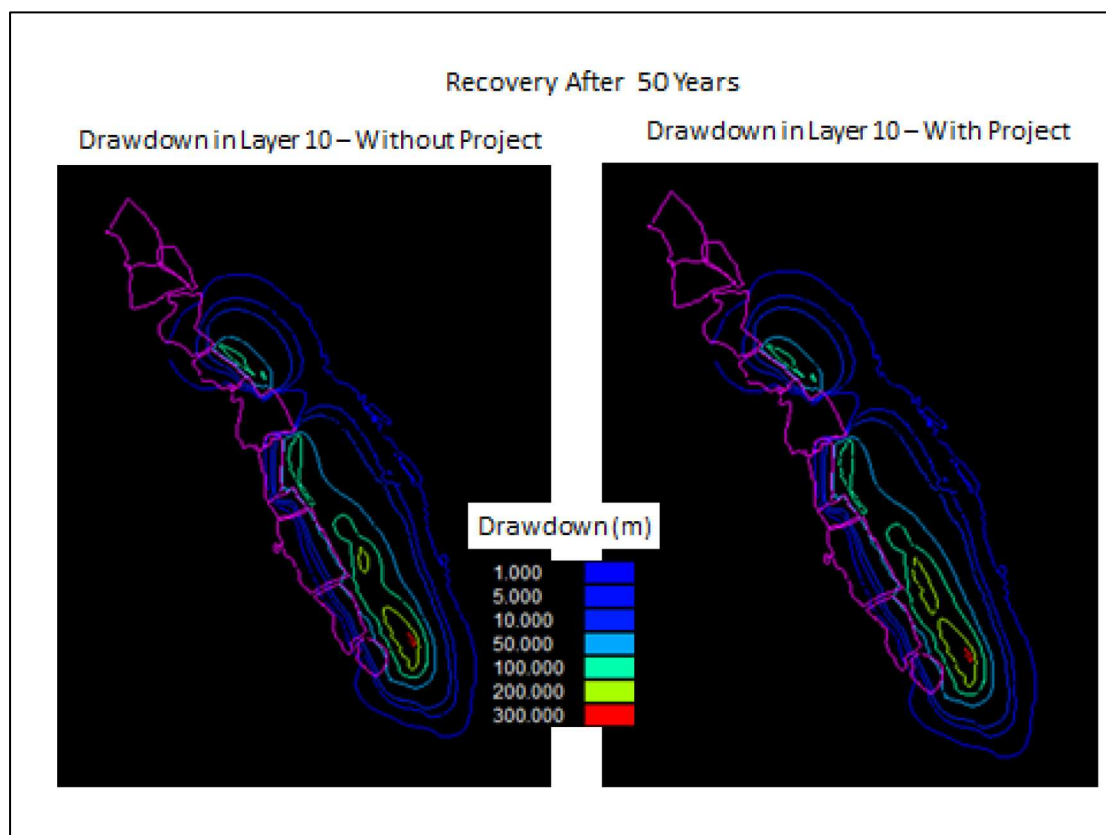 Recovery After 50 Years
Drawdown in Layer 10 – Without Project
Drawdown in Layer 10 – With Project
Drawdown (m)
1.000
5.000
10.000
50.000
100.000
200.000
300.000